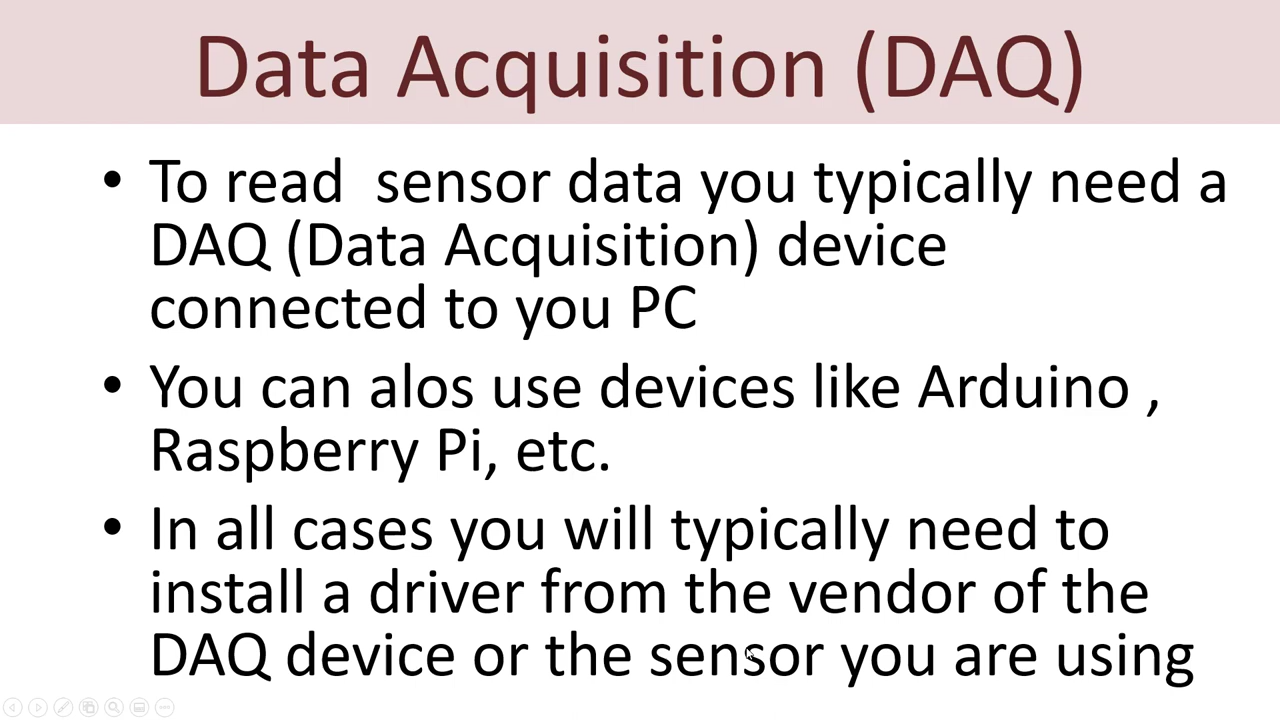 Data Acquisition (DAQ)
• To read  sensor data you typically need a
DAQ (Data Acquisition) device
connected to you PC
• You can alos use devices like Arduino ,
Raspberry Pi, etc.
• In all cases you will typically need to
install a driver from the vendor of the
DAQ device or the sensor you are using